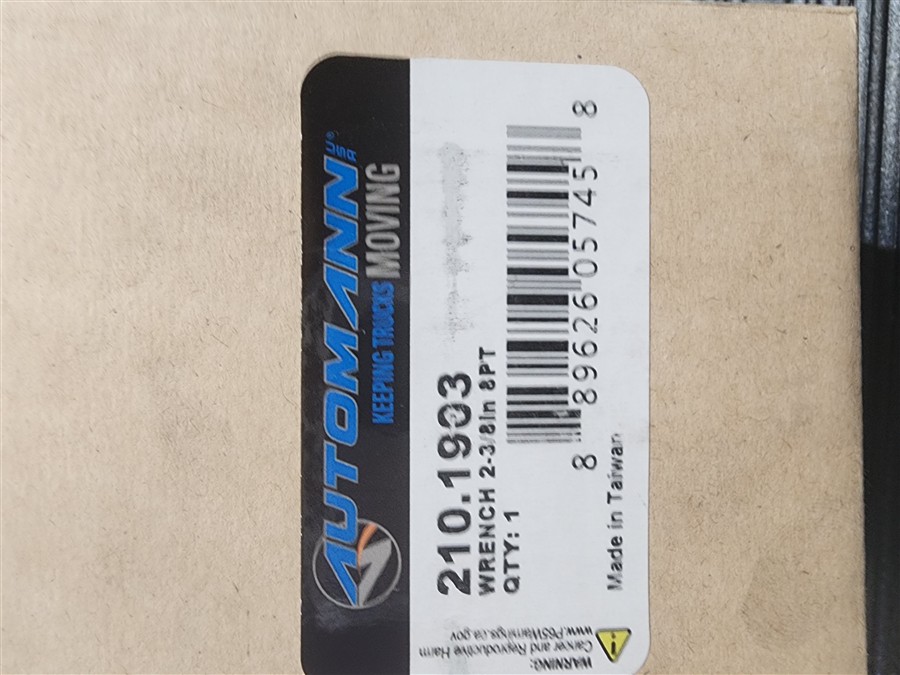 AUTOMANN USA®
KEEPING TRUCKS MOVING
210.1903
WRENCH 2-3/8in 8PT
QTY: 1
8 89626 05745 8
Made in Taiwan
WARNING:
Cancer and Reproductive Harm
www.P65Warnings.ca.gov